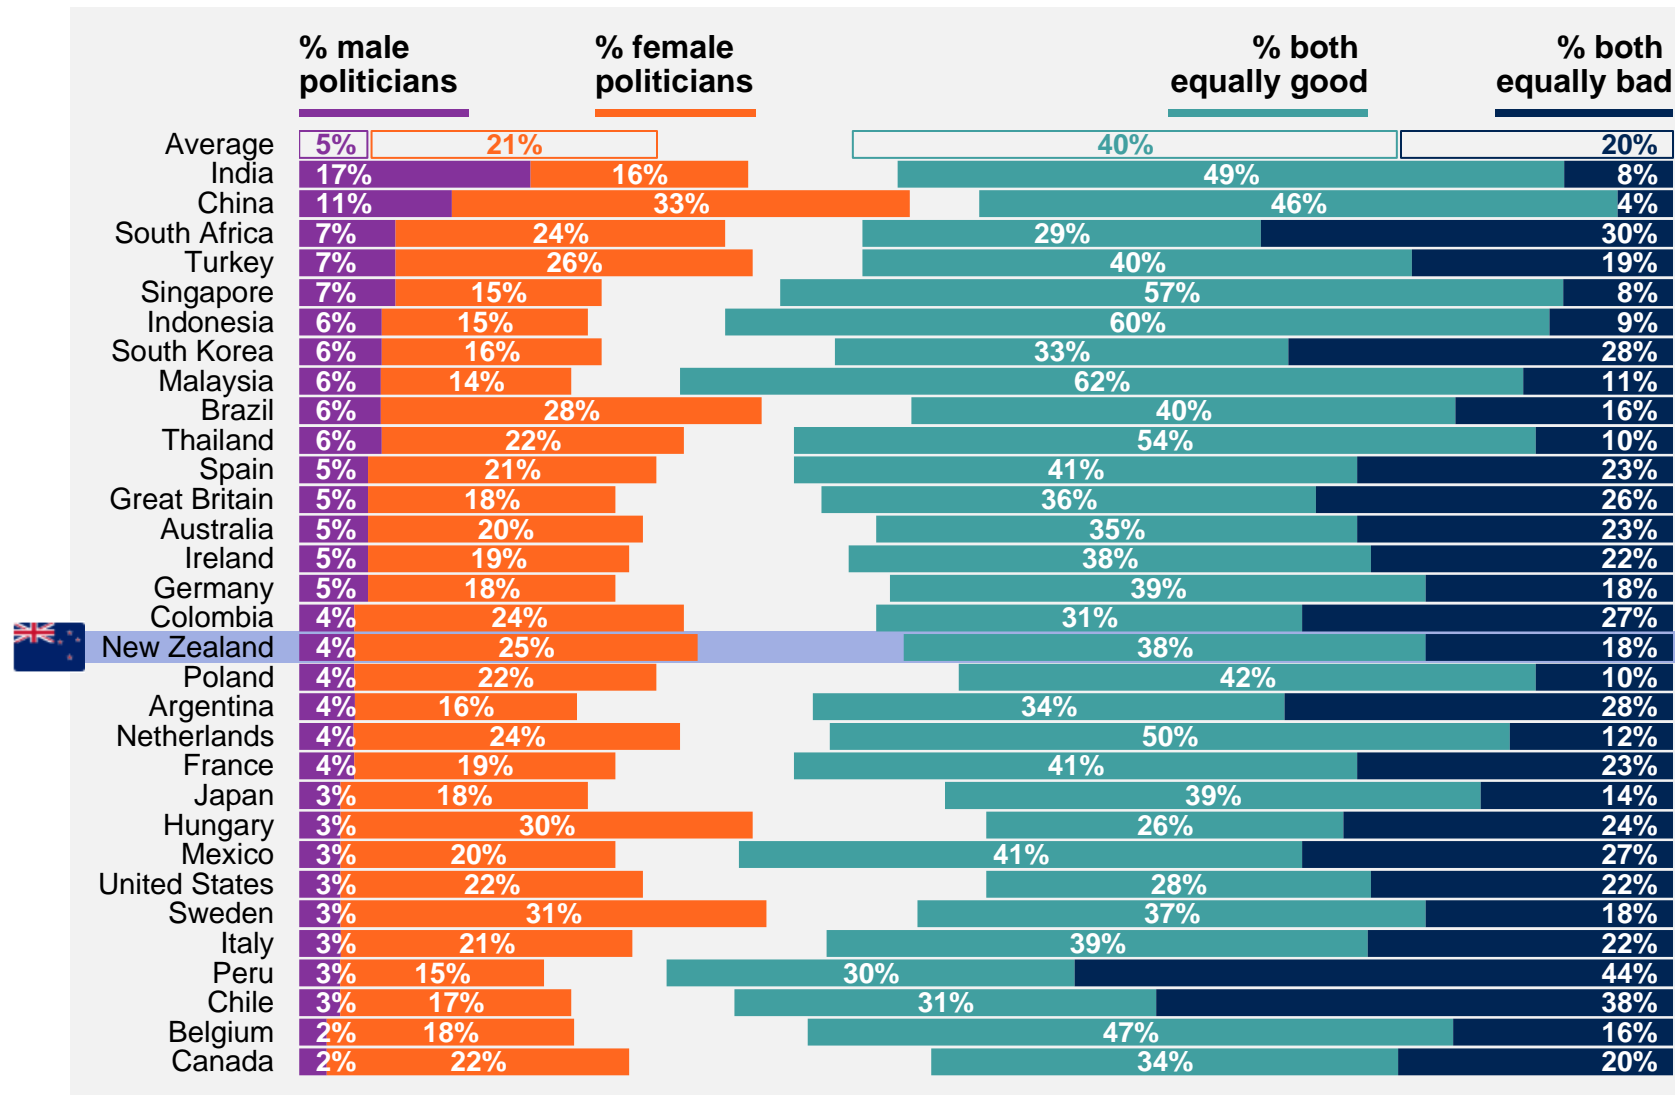 % male politicians % female politicians % both equally good % both equally bad
Average 5% 21% 40% 20%
India 17% 16% 49% 8%
China 11% 33% 46% 4%
South Africa 7% 24% 29% 30%
Turkey 7% 26% 40% 19%
Singapore 7% 15% 57% 8%
Indonesia 6% 15% 60% 9%
South Korea 6% 16% 33% 28%
Malaysia 6% 14% 62% 11%
Brazil 6% 28% 40% 16%
Thailand 6% 22% 54% 10%
Spain 5% 21% 41% 23%
Great Britain 5% 18% 36% 26%
Australia 5% 20% 35% 23%
Ireland 5% 19% 38% 22%
Germany 5% 18% 39% 18%
Colombia 4% 24% 31% 27%
New Zealand 4% 25% 38% 18%
Poland 4% 22% 42% 10%
Argentina 4% 16% 34% 28%
Netherlands 4% 24% 50% 12%
France 4% 19% 41% 23%
Japan 3% 18% 39% 14%
Hungary 3% 30% 26% 24%
Mexico 3% 20% 41% 27%
United States 3% 22% 28% 22%
Sweden 3% 31% 37% 18%
Italy 3% 21% 39% 22%
Peru 3% 15% 30% 44%
Chile 3% 17% 31% 38%
Belgium 2% 18% 47% 16%
Canada 2% 22% 34% 20%